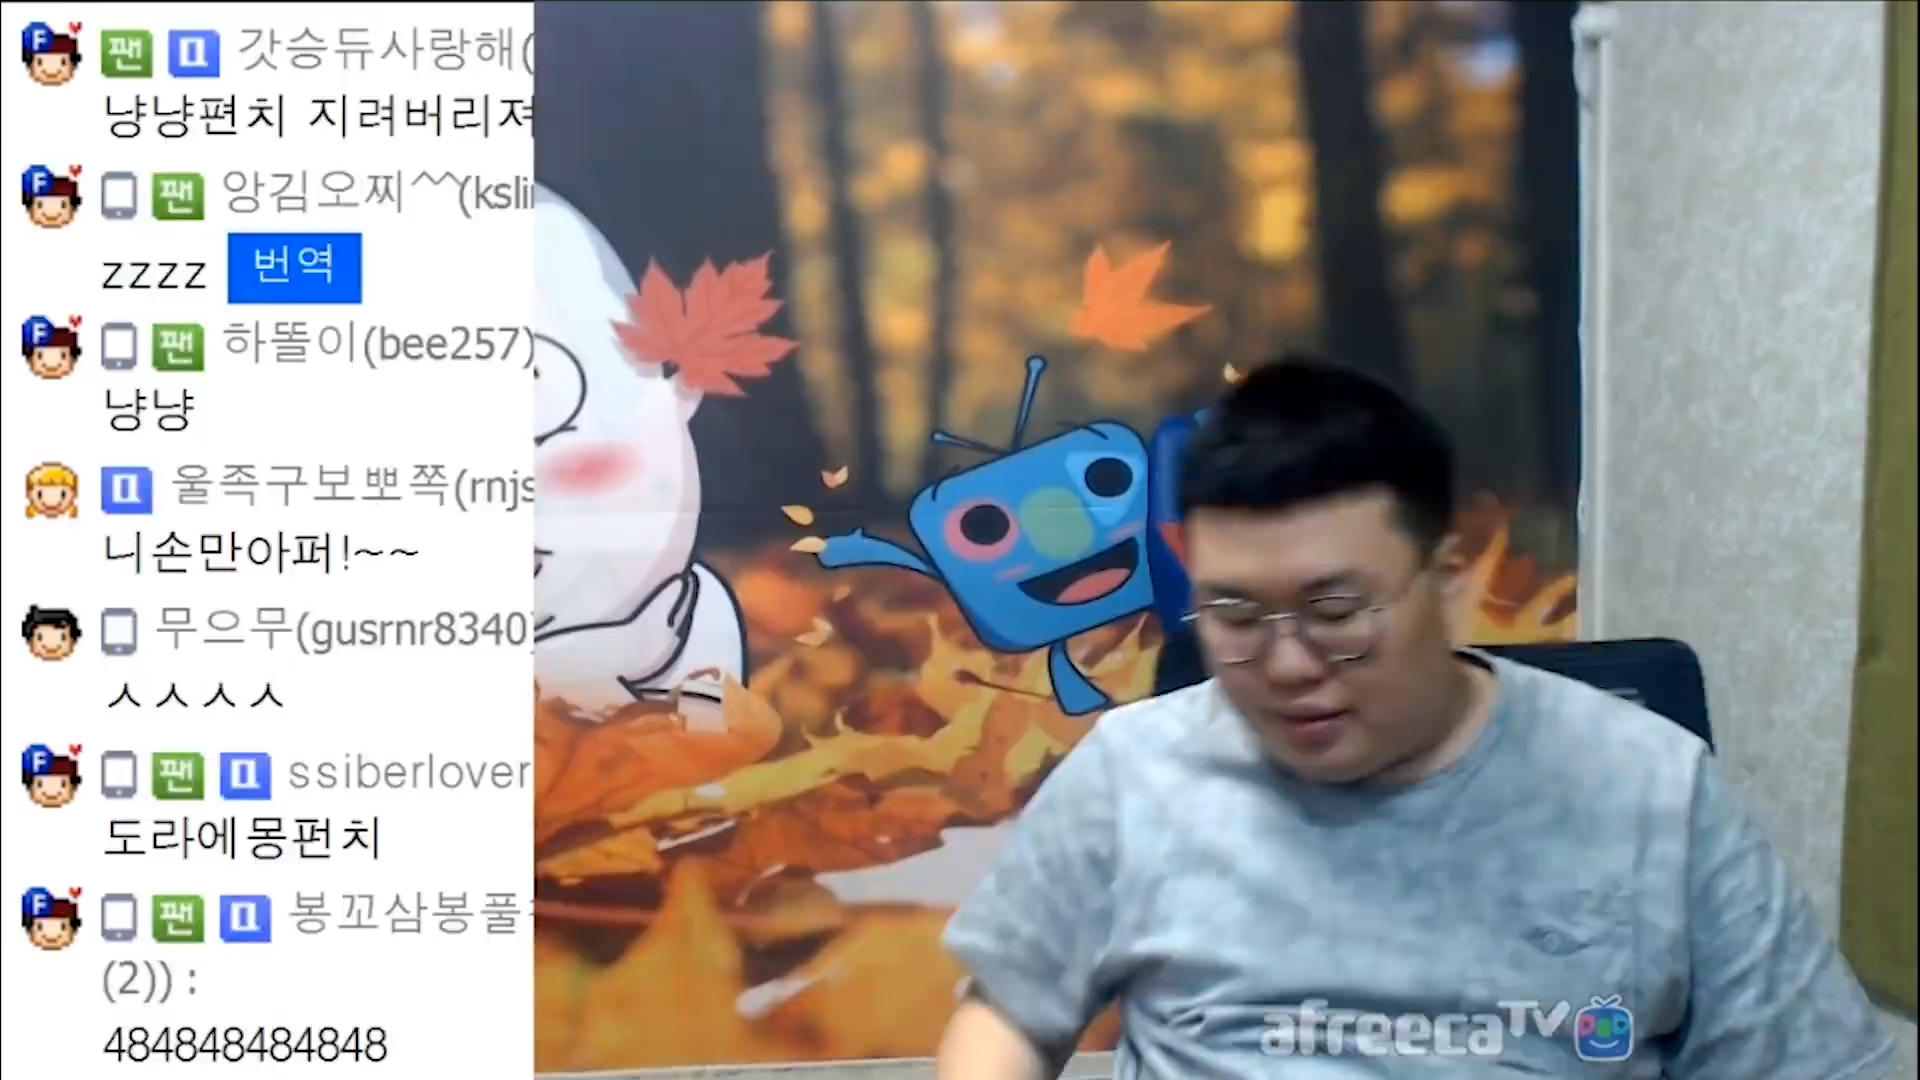 팬 갓승듀사랑해(
냥냥편치 지려버리져
팬 앙김오찌^^(ksli
zzzz 번역
팬 하똘이(bee257)
냥냥
울족구보뽀쪽(rnjs
니손만아퍼!~~
무으무(gusrnr8340)
ㅅㅅㅅㅅ
팬 ssiberlover
도라에몽펀치
팬 봉꼬삼봉풀
(2)) :
484848484848
afreecaTV